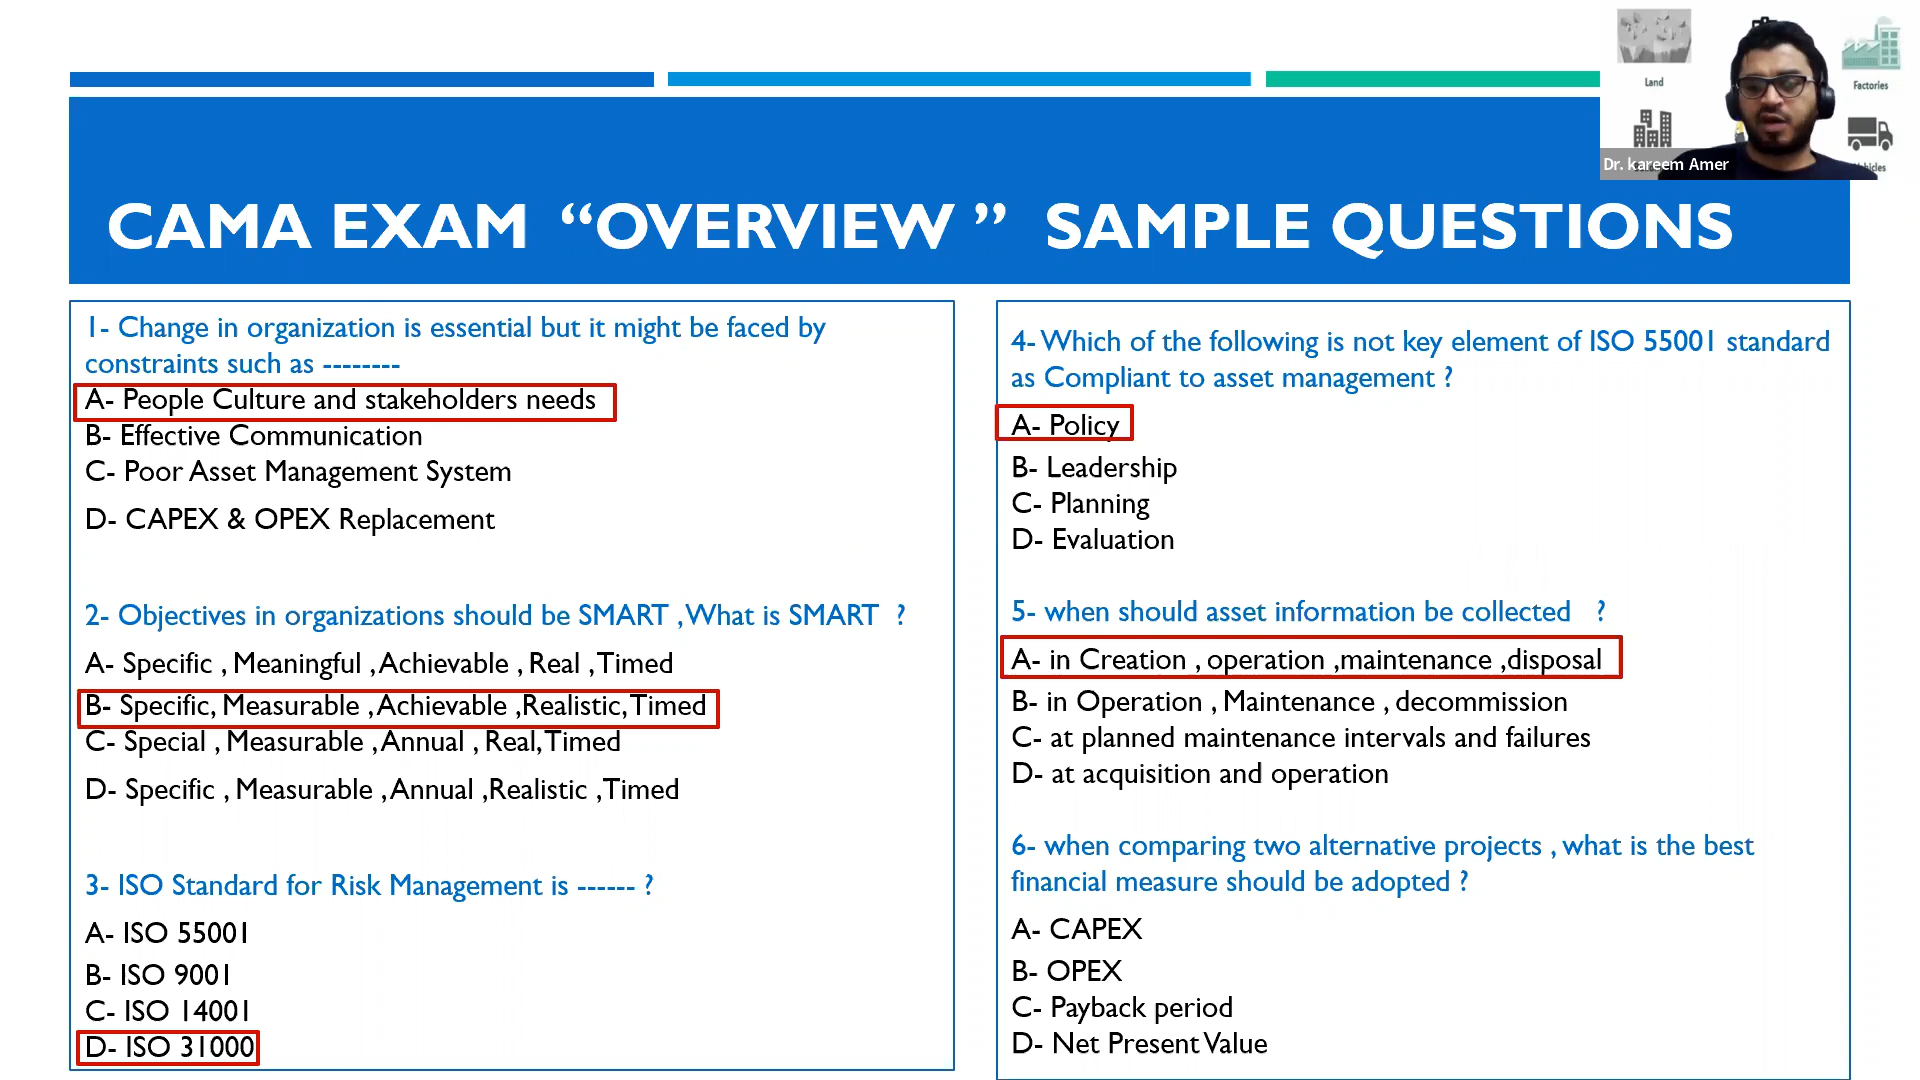 Land
Factories
Dr. kareem Amer
CAMA EXAM “OVERVIEW ” SAMPLE QUESTIONS
1- Change in organization is essential but it might be faced by
constraints such as --------
A- People Culture and stakeholders needs
B- Effective Communication
C- Poor Asset Management System
D- CAPEX & OPEX Replacement
2- Objectives in organizations should be SMART ,What is SMART ?
A- Specific , Meaningful ,Achievable , Real ,Timed
B- Specific, Measurable ,Achievable ,Realistic,Timed
C- Special , Measurable ,Annual , Real,Timed
D- Specific , Measurable ,Annual ,Realistic ,Timed
3- ISO Standard for Risk Management is ------ ?
A- ISO 55001
B- ISO 9001
C- ISO 14001
D- ISO 31000
4- Which of the following is not key element of ISO 55001 standard
as Compliant to asset management ?
A- Policy
B- Leadership
C- Planning
D- Evaluation
5- when should asset information be collected ?
A- in Creation , operation ,maintenance ,disposal
B- in Operation , Maintenance , decommission
C- at planned maintenance intervals and failures
D- at acquisition and operation
6- when comparing two alternative projects , what is the best
financial measure should be adopted ?
A- CAPEX
B- OPEX
C- Payback period
D- Net Present Value